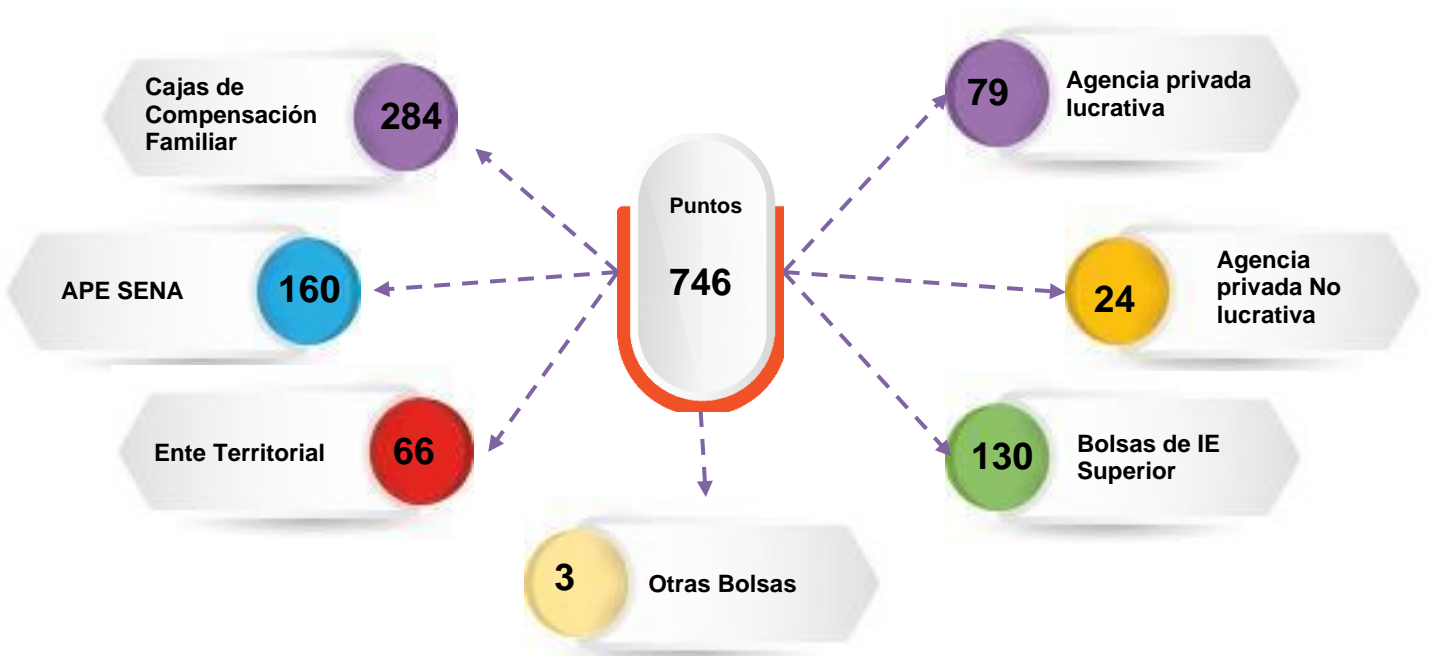 Cajas de
Compensación
Familiar
284
APE SENA
160
Ente Territorial
66
Puntos
746
3
Otras Bolsas
79
Agencia privada
lucrativa
24
Agencia
privada No
lucrativa
130
Bolsas de IE
Superior